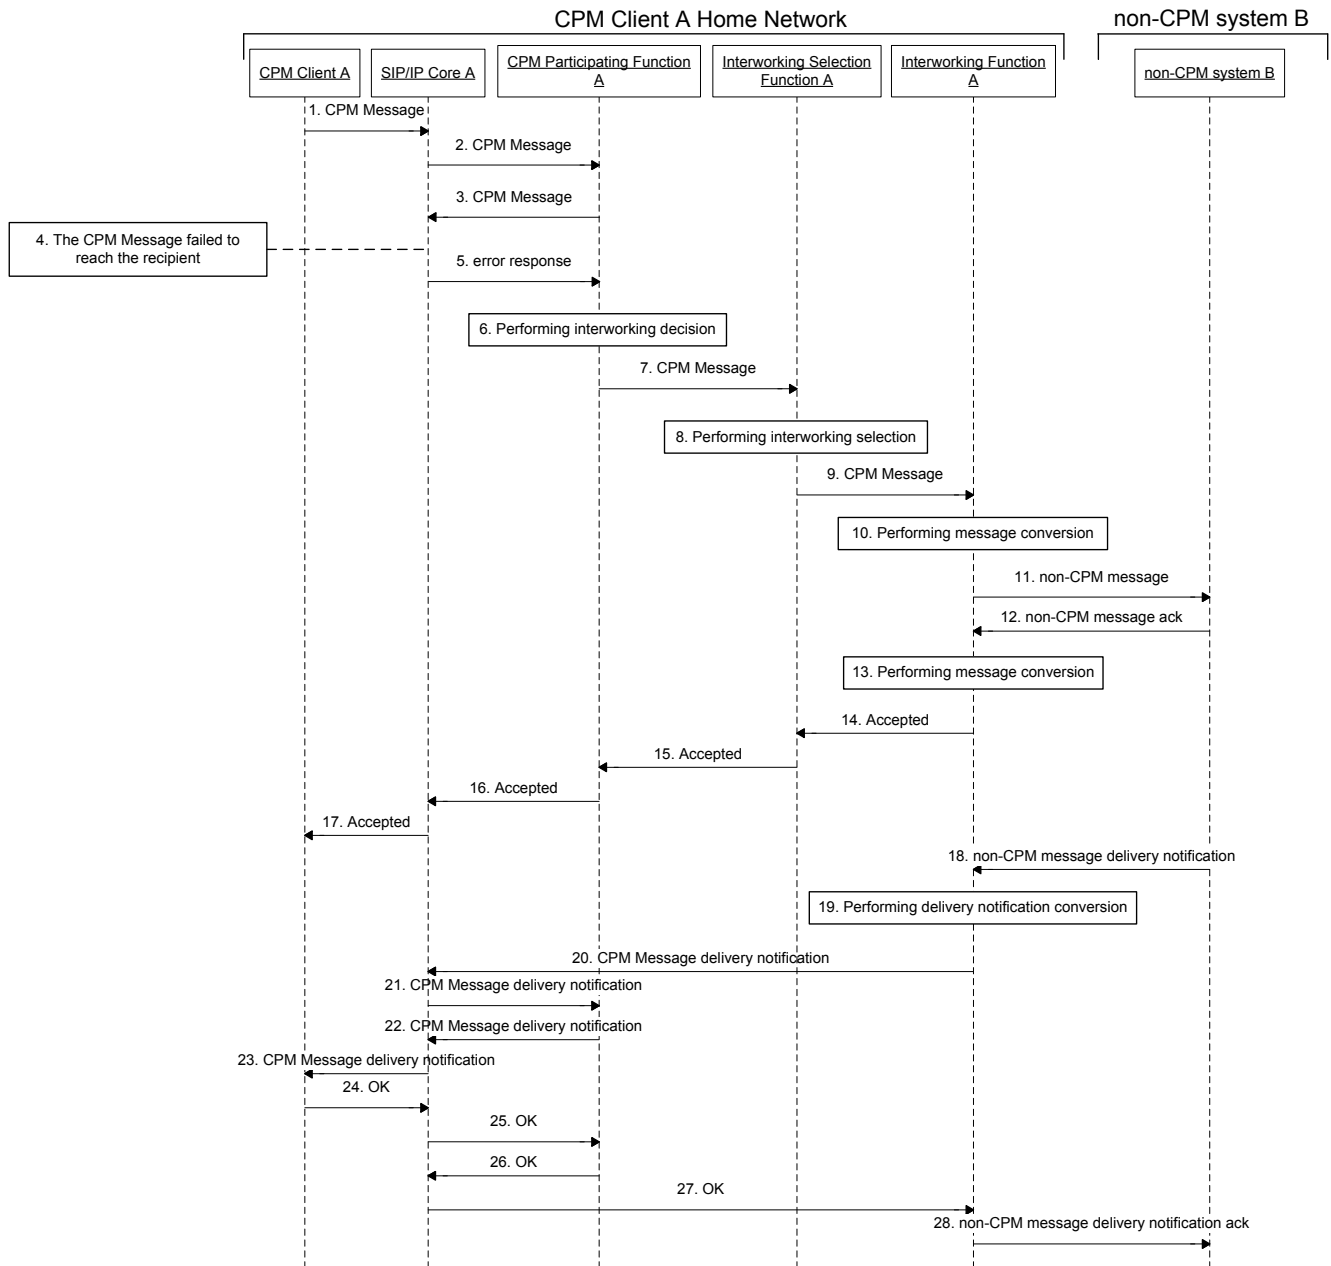 CPM Client A Home Network
non-CPM system B
CPM Client A
SIP/IP Core A
CPM Participating Function
A
Interworking Selection
Function A
Interworking Function
A
non-CPM system B
1. CPM Message
2. CPM Message
3. CPM Message
4. The CPM Message failed to
reach the recipient
5. error response
6. Performing interworking decision
7. CPM Message
8. Performing interworking selection
9. CPM Message
10. Performing message conversion
11. non-CPM message
12. non-CPM message ack
13. Performing message conversion
14. Accepted
15. Accepted
16. Accepted
17. Accepted
18. non-CPM message delivery notification
19. Performing delivery notification conversion
20. CPM Message delivery notification
21. CPM Message delivery notification
22. CPM Message delivery notification
23. CPM Message delivery notification
24. OK
25. OK
26. OK
27. OK
28. non-CPM message delivery notification ack